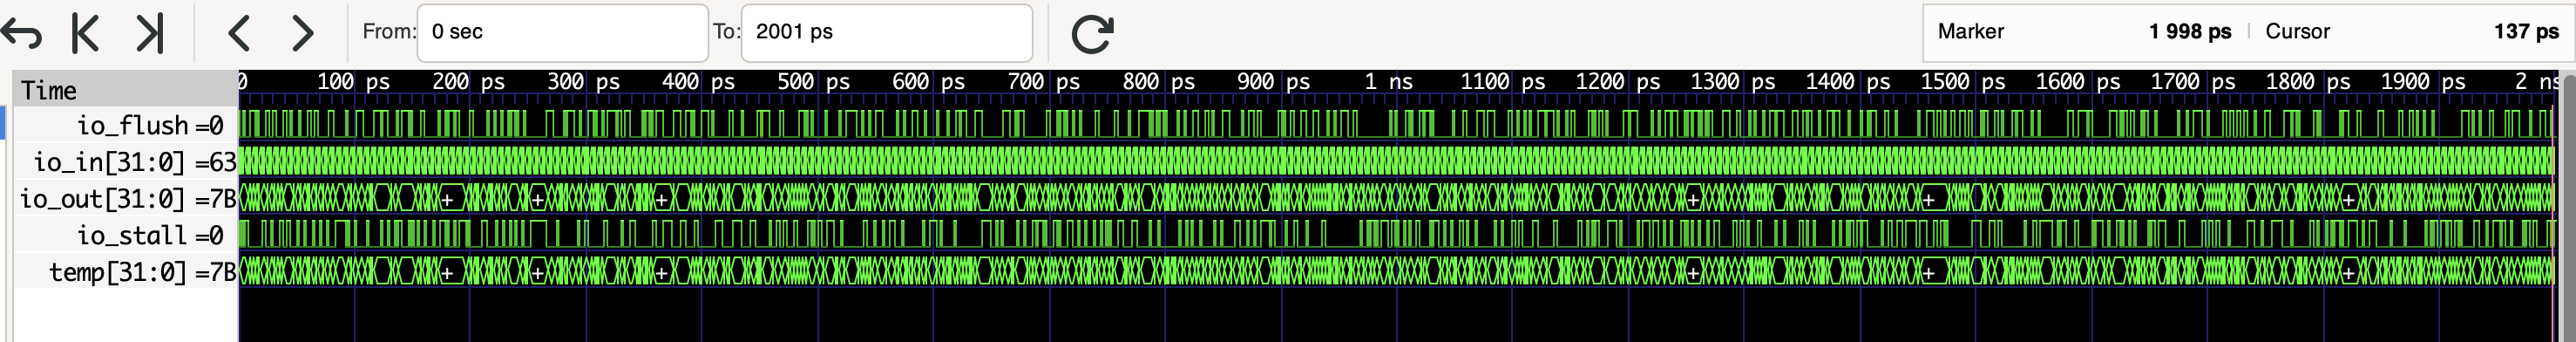 From: 0 sec To: 2001 ps Marker 1 998 ps | Cursor 137 ps
Time 0 100 ps 200 ps 300 ps 400 ps 500 ps 600 ps 700 ps 800 ps 900 ps 1 ns 1100 ps 1200 ps 1300 ps 1400 ps 1500 ps 1600 ps 1700 ps 1800 ps 1900 ps 2 ns
io_flush =0
io_in[31:0] =63
io_out[31:0] =7B + + + + + +
io_stall =0
temp[31:0] =7B + + + + + +